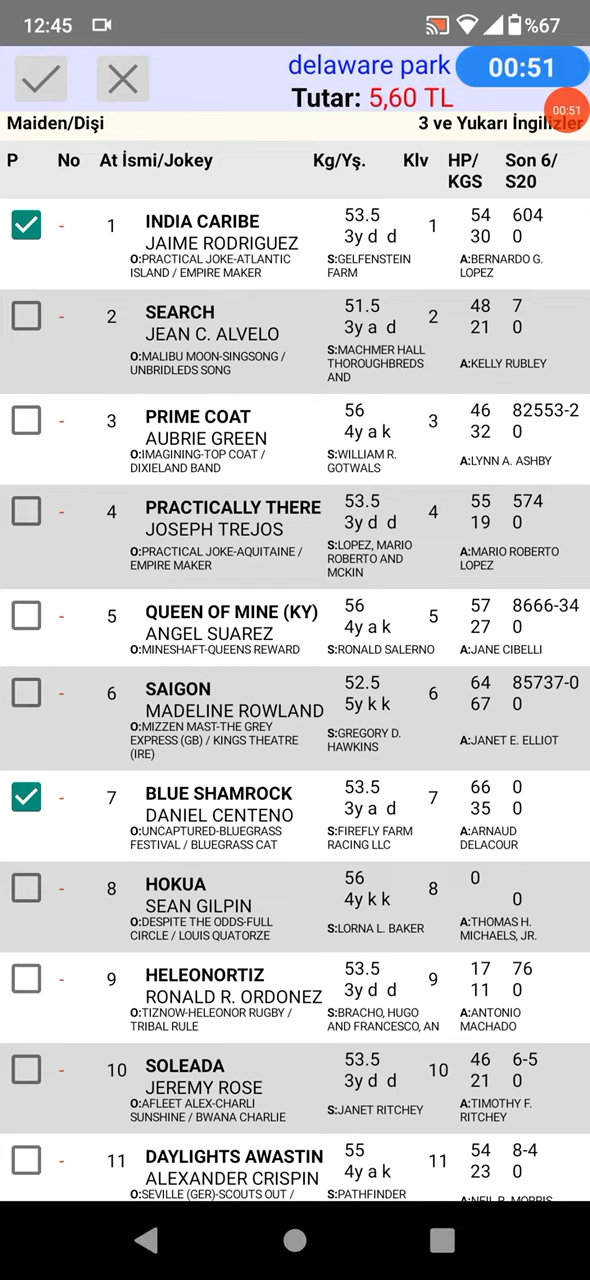 12:45 %67
delaware park 00:51
Tutar: 5,60 TL 00:51
Maiden/Dişi 3 ve Yukarı İngilizler
P No At İsmi/Jokey Kg/Yş. Klv HP/KGS Son 6/S20
1 INDIA CARIBE 53.5 1 54 604
JAIME RODRIGUEZ 3y d d 30 0
O:PRACTICAL JOKE-ATLANTIC S:GELFENSTEIN A:BERNARDO G.
ISLAND / EMPIRE MAKER FARM LOPEZ
2 SEARCH 51.5 2 48 7
JEAN C. ALVELO 3y a d 21 0
O:MALIBU MOON-SINGSONG / S:MACHMER HALL A:KELLY RUBLEY
UNBRIDLEDS SONG THOROUGHBREDS
AND
3 PRIME COAT 56 3 46 82553-2
AUBRIE GREEN 4y a k 32 0
O:IMAGINING-TOP COAT / S:WILLIAM R. A:LYNN A. ASHBY
DIXIELAND BAND GOTWALS
4 PRACTICALLY THERE 53.5 4 55 574
JOSEPH TREJOS 3y d d 19 0
O:PRACTICAL JOKE-AQUITAINE / S:LOPEZ, MARIO A:MARIO ROBERTO
EMPIRE MAKER ROBERTO AND LOPEZ
MCKIN
5 QUEEN OF MINE (KY) 56 5 57 8666-34
ANGEL SUAREZ 4y a k 27 0
O:MINESHAFT-QUEENS REWARD S:RONALD SALERNO A:JANE CIBELLI
6 SAIGON 52.5 6 64 85737-0
MADELINE ROWLAND 5y k k 67 0
O:MIZZEN MAST-THE GREY S:GREGORY D. A:JANET E. ELLIOT
EXPRESS (GB) / KINGS THEATRE HAWKINS
(IRE)
7 BLUE SHAMROCK 53.5 7 66 0
DANIEL CENTENO 3y a d 35 0
O:UNCAPTURED-BLUEGRASS S:FIREFLY FARM A:ARNAUD
FESTIVAL / BLUEGRASS CAT RACING LLC DELACOUR
8 HOKUA 56 8 0
SEAN GILPIN 4y k k 0
O:DESPITE THE ODDS-FULL S:LORNA L. BAKER A:THOMAS H.
CIRCLE / LOUIS QUATORZE MICHAELS, JR.
9 HELEONORTIZ 53.5 9 17 76
RONALD R. ORDONEZ 3y d d 11 0
O:TIZNOW-HELEONOR RUGBY / S:BRACHO, HUGO A:ANTONIO
TRIBAL RULE AND FRANCESCO, AN MACHADO
10 SOLEADA 53.5 10 46 6-5
JEREMY ROSE 3y d d 21 0
O:AFLEET ALEX-CHARLI S:JANET RITCHEY A:TIMOTHY F.
SUNSHINE / BWANA CHARLIE RITCHEY
11 DAYLIGHTS AWASTIN 55 11 54 8-4
ALEXANDER CRISPIN 4y a k 23 0
O:SEVILLE (GER)-SCOUTS OUT / S:PATHFINDER A:NEIL R. MORRIS